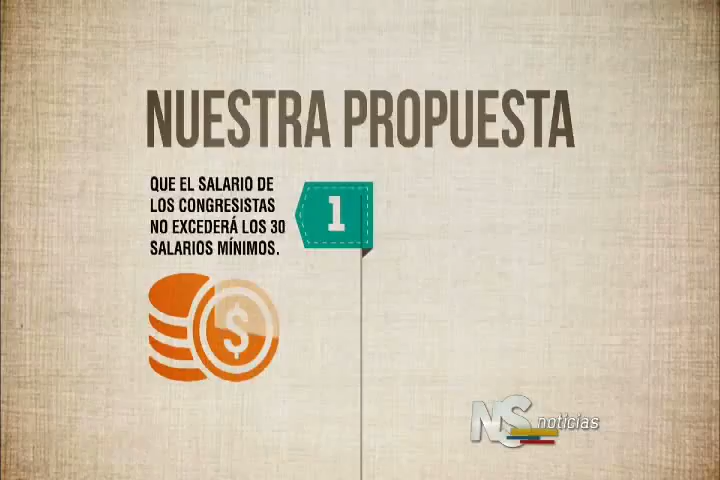 NUESTRA PROPUESTA
QUE EL SALARIO DE
LOS CONGRESISTAS
NO EXCEDERÁ LOS 30
SALARIOS MÍNIMOS.
1
$
NS noticias